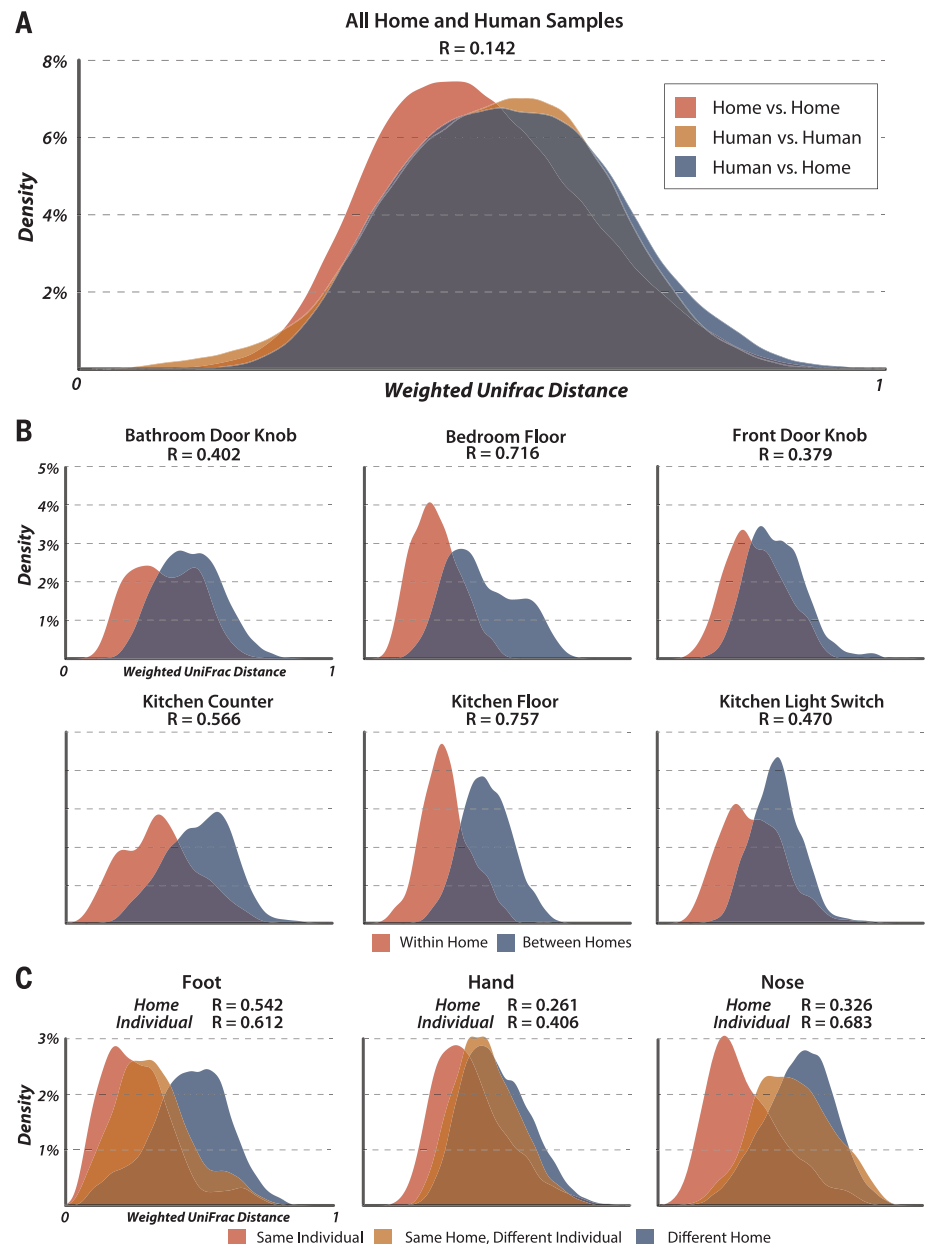 A
All Home and Human Samples
R = 0.142
8%
6%
4%
2%
Density
Home vs. Home
Human vs. Human
Human vs. Home
0
1
Weighted Unifrac Distance
B
Bathroom Door Knob
R = 0.402
Bedroom Floor
R = 0.716
Front Door Knob
R = 0.379
5%
4%
3%
2%
1%
Density
0
Weighted UniFrac Distance
1
Kitchen Counter
R = 0.566
Kitchen Floor
R = 0.757
Kitchen Light Switch
R = 0.470
Within Home
Between Homes
C
Foot
Home R = 0.542
Individual R = 0.612
Hand
Home R = 0.261
Individual R = 0.406
Nose
Home R = 0.326
Individual R = 0.683
3%
2%
1%
Density
0
Weighted UniFrac Distance
1
Same Individual
Same Home, Different Individual
Different Home